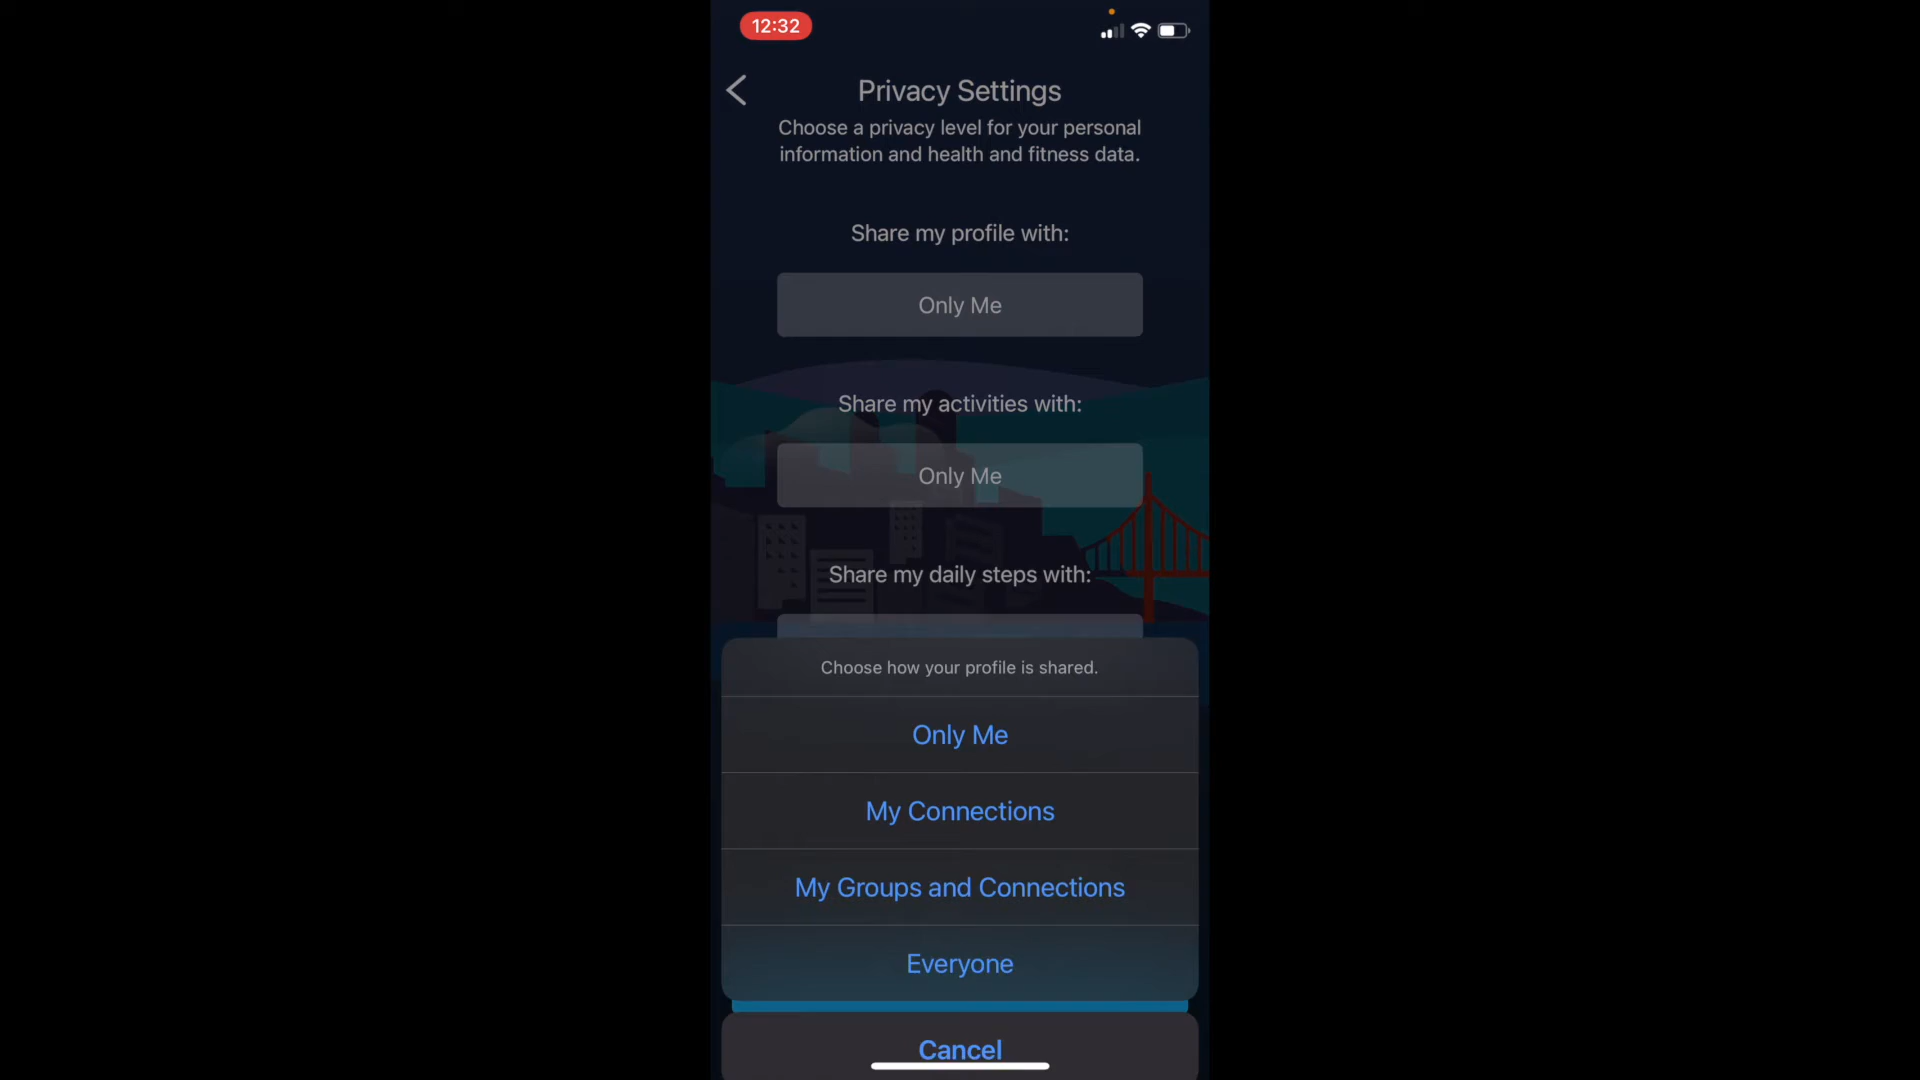 12:32
Privacy Settings
Choose a privacy level for your personal
information and health and fitness data.
Share my profile with:
Only Me
Share my activities with:
Only Me
Share my daily steps with:
Choose how your profile is shared.
Only Me
My Connections
My Groups and Connections
Everyone
Cancel